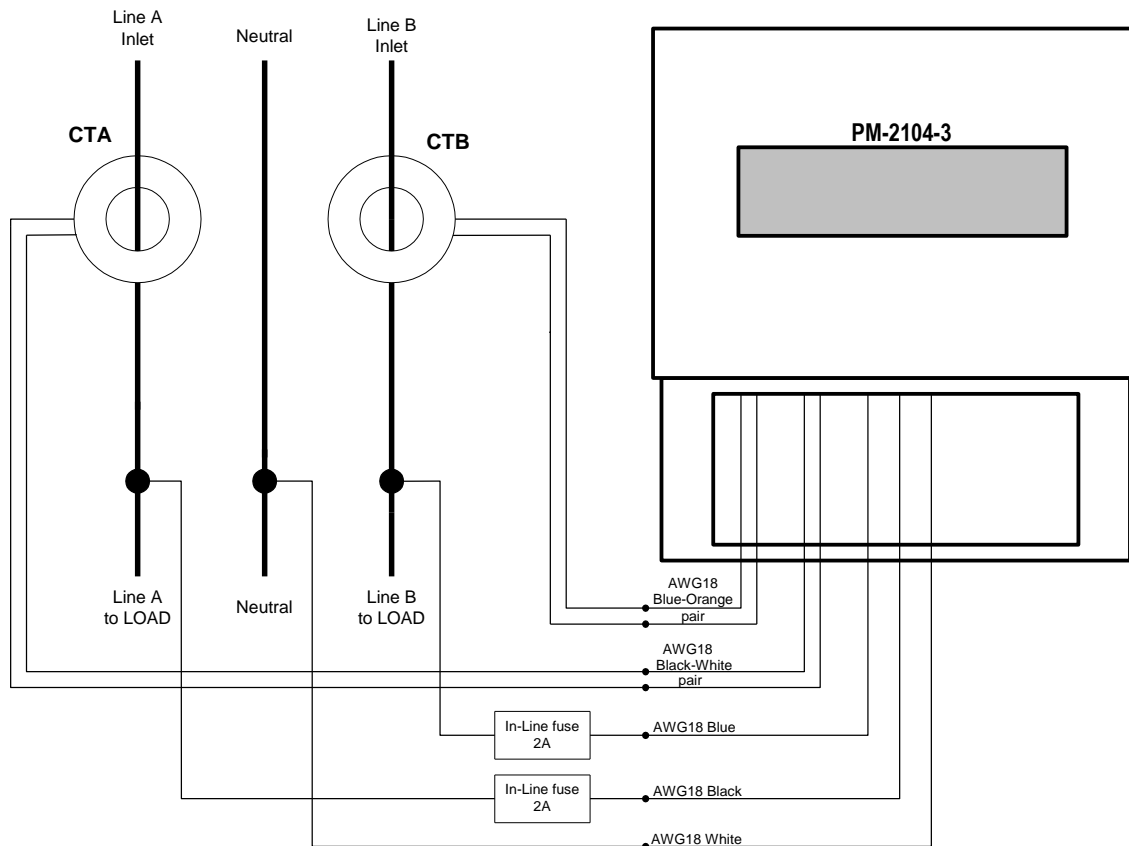 Line A
Inlet
Neutral
Line B
Inlet
CTA
CTB
PM-2104-3
Line A
to LOAD
Neutral
Line B
to LOAD
AWG18
Blue-Orange
pair
AWG18
Black-White
pair
In-Line fuse
2A
AWG18 Blue
In-Line fuse
2A
AWG18 Black
AWG18 White